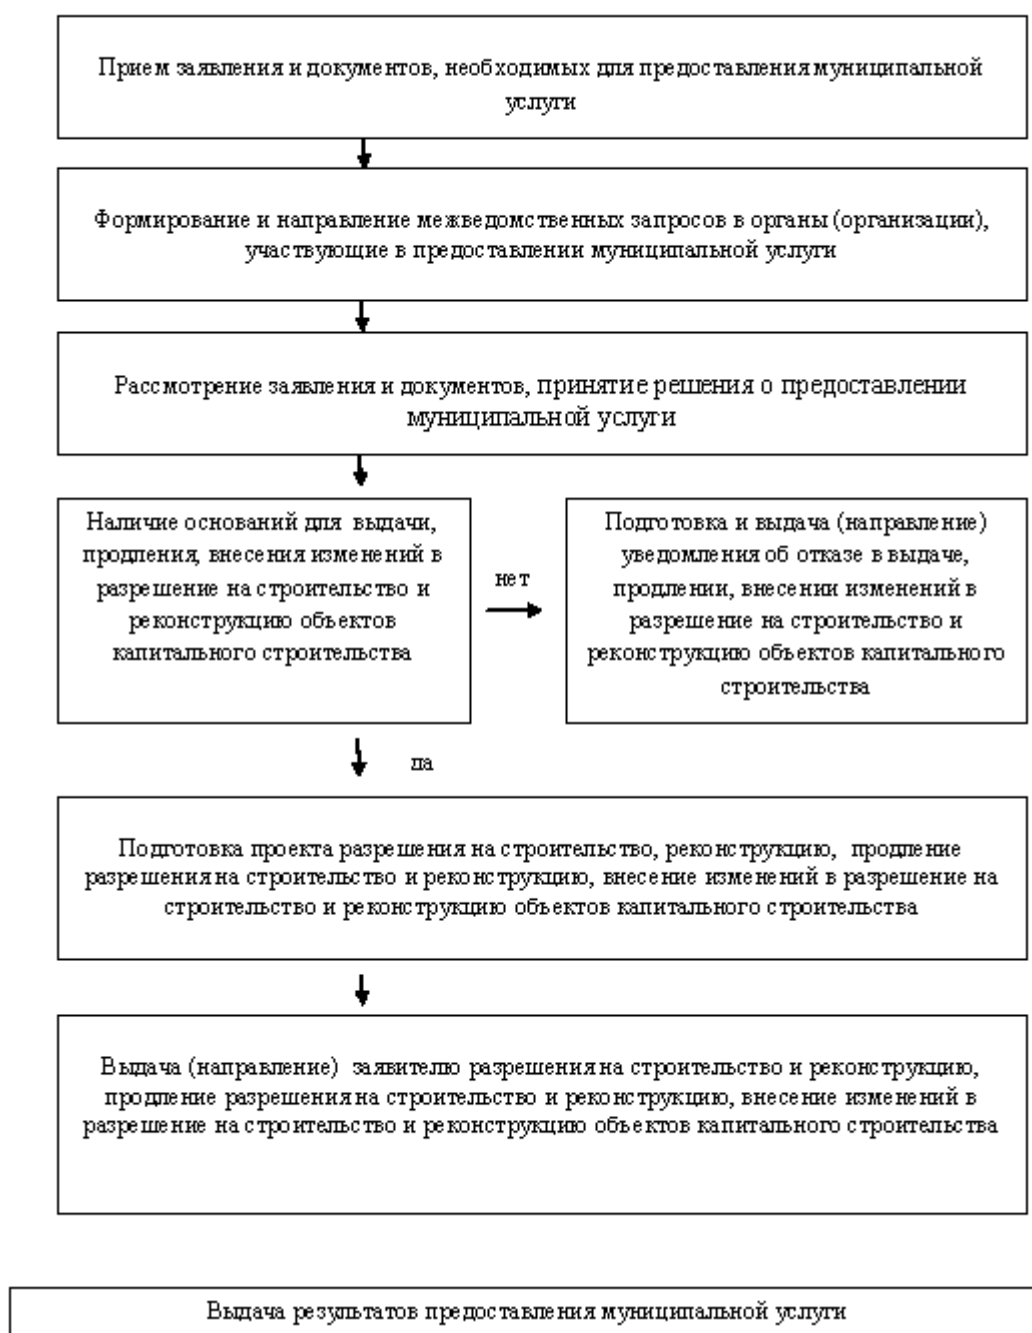 Прием заявления и документов, необходимых для предоставления муниципальной
услуги
Формирование и направление межведомственных запросов в органы (организации),
участвующие в предоставлении муниципальной услуги
Рассмотрение заявления и документов, принятие решения о предоставлении
муниципальной услуги
Наличие оснований для выдачи,
продления, внесения изменений в
разрешение на строительство и
реконструкцию объектов
капитального строительства
нет
Подготовка и выдача (направление)
уведомления об отказе в выдаче,
продлении, внесении изменений в
разрешение на строительство и
реконструкцию объектов капитального
строительства
да
Подготовка проекта разрешения на строительство, реконструкцию, продление
разрешения на строительство и реконструкцию, внесение изменений в разрешение на
строительство и реконструкцию объектов капитального строительства
Выдача (направление) заявителю разрешения на строительство и реконструкцию,
продление разрешения на строительство и реконструкцию, внесение изменений в
разрешение на строительство и реконструкцию объектов капитального строительства
Выдача результатов предоставления муниципальной услуги